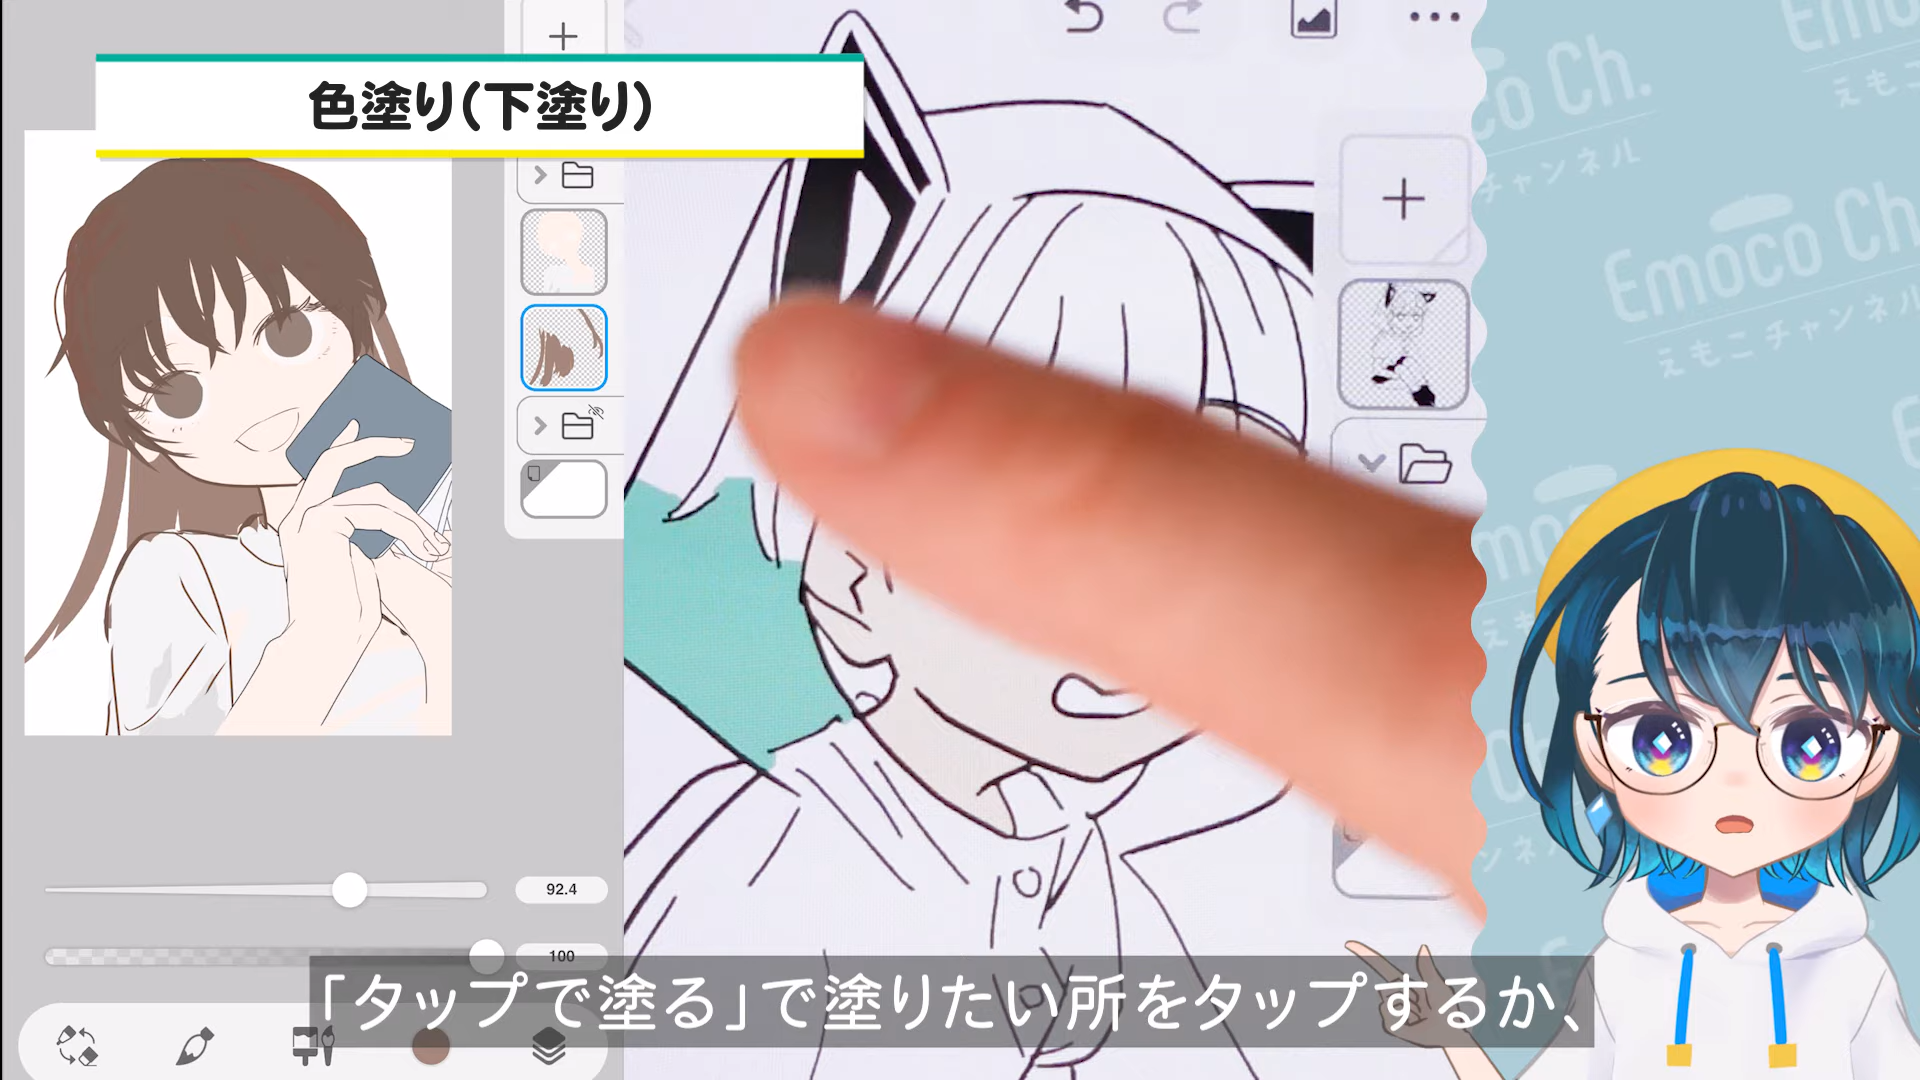 色塗り(下塗り)
Emoco Ch.
えもこチャンネル
92.4
100
「タップで塗る」で塗りたい所をタップするか、